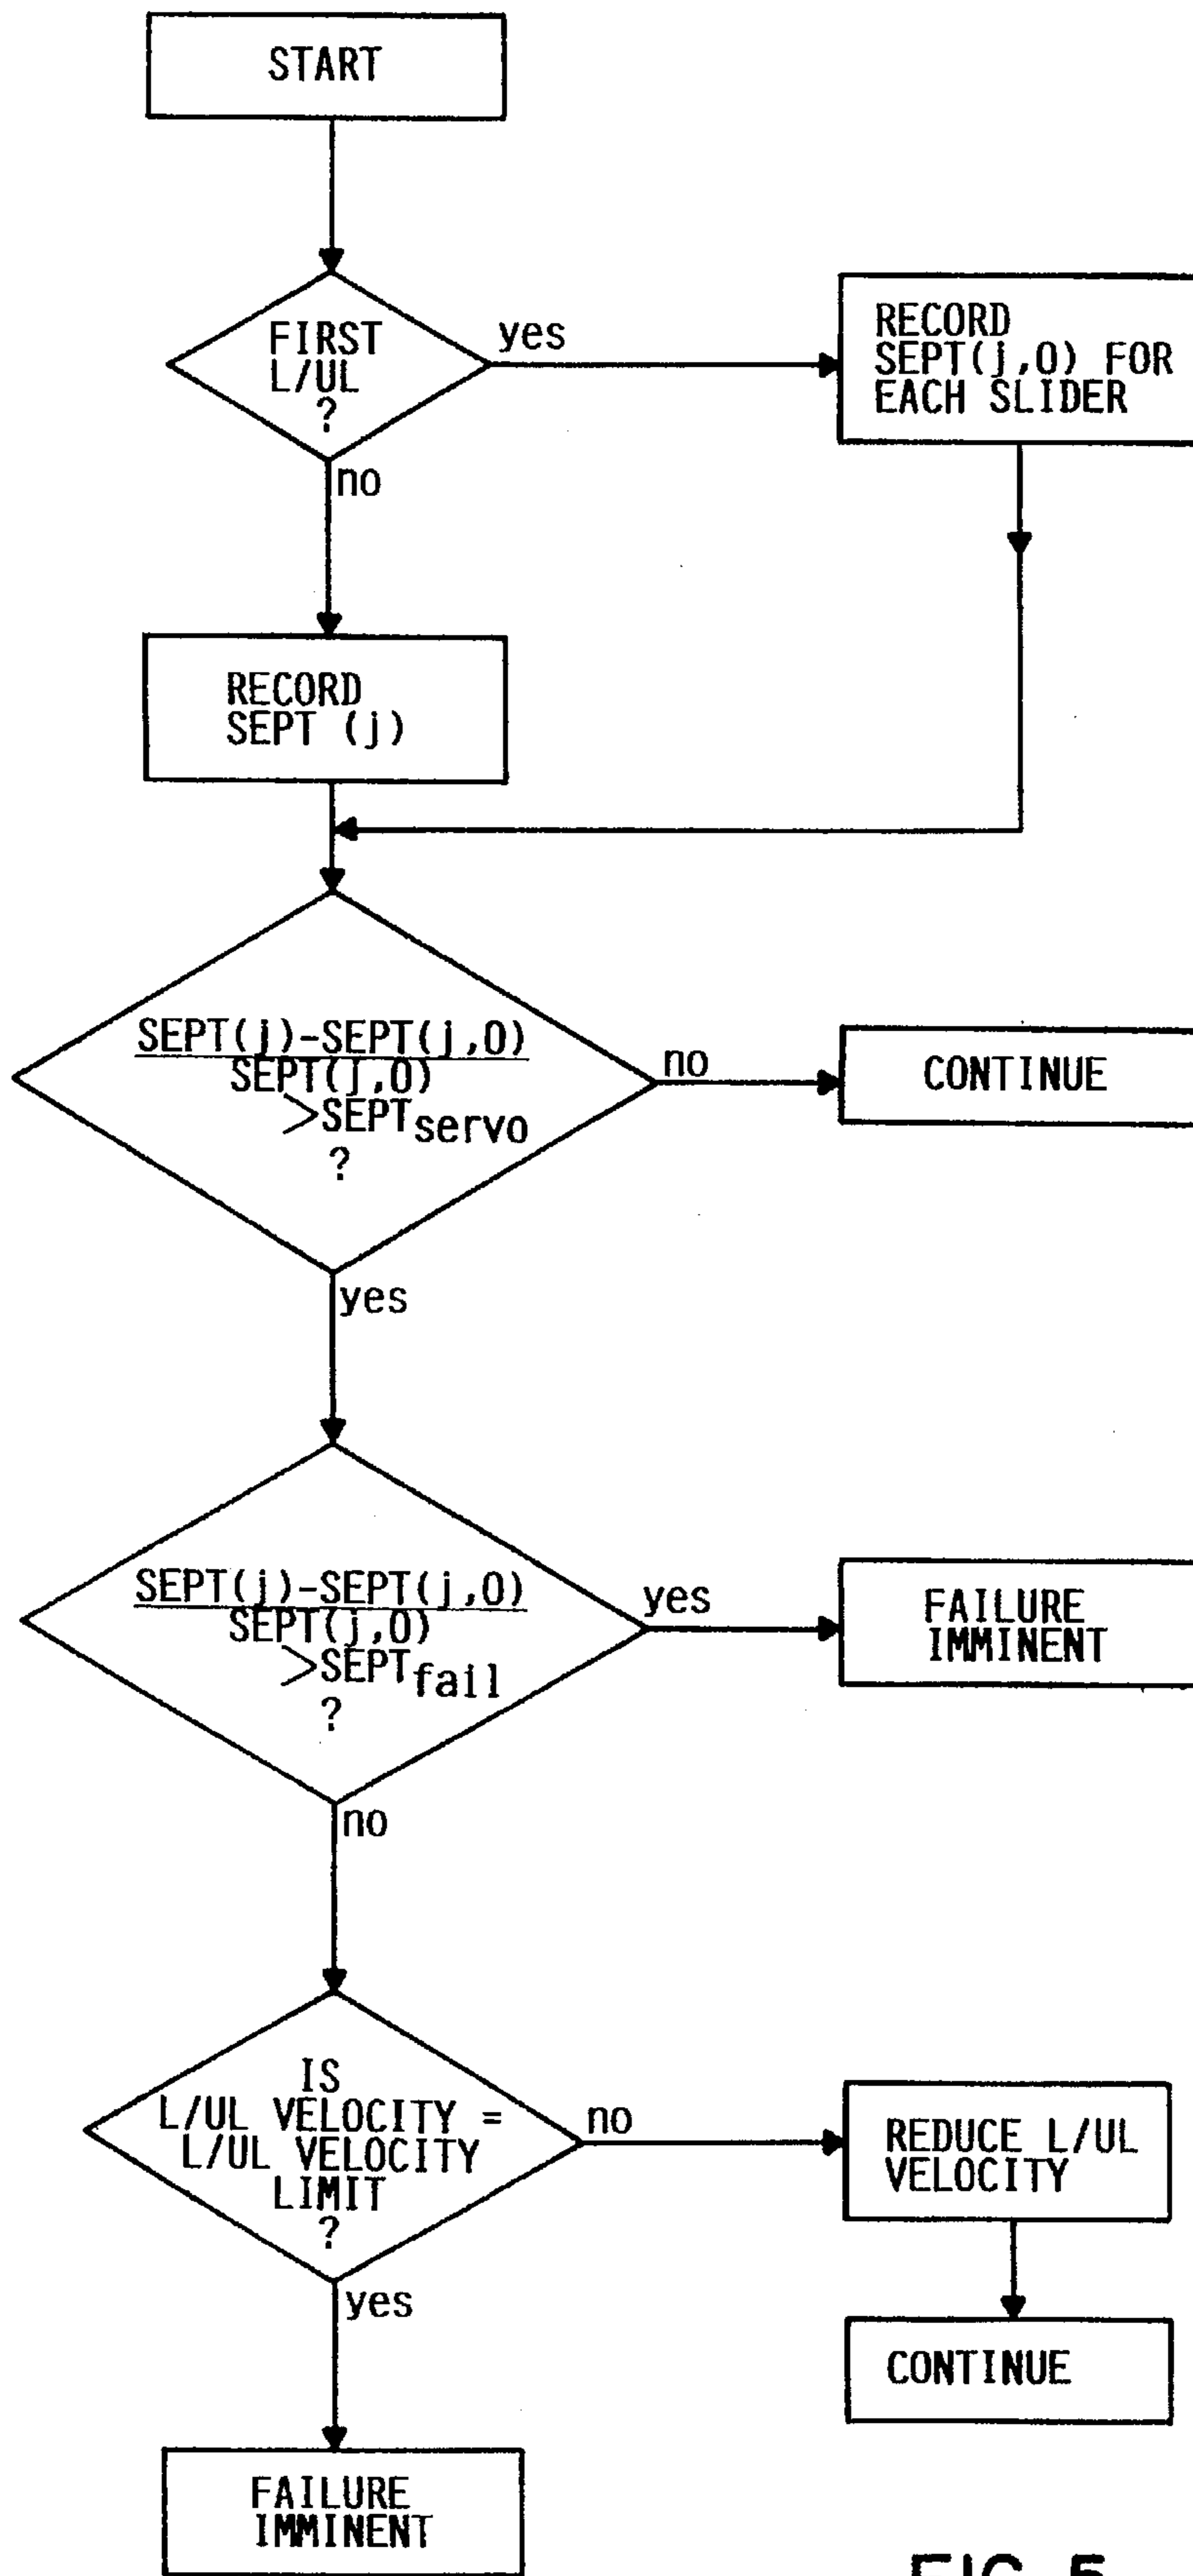 START
FIRST
L/UL
?
yes
RECORD
SEPT(j,0) FOR
EACH SLIDER
no
RECORD
SEPT (j)
SEPT(j)-SEPT(j,0)
SEPT(j,0)
>SEPTservo
?
no
CONTINUE
yes
SEPT(j)-SEPT(j,0)
SEPT(j,0)
>SEPTfail
?
yes
FAILURE
IMMINENT
no
IS
L/UL VELOCITY =
L/UL VELOCITY
LIMIT
?
no
REDUCE L/UL
VELOCITY
CONTINUE
yes
FAILURE
IMMINENT
FIG. 5